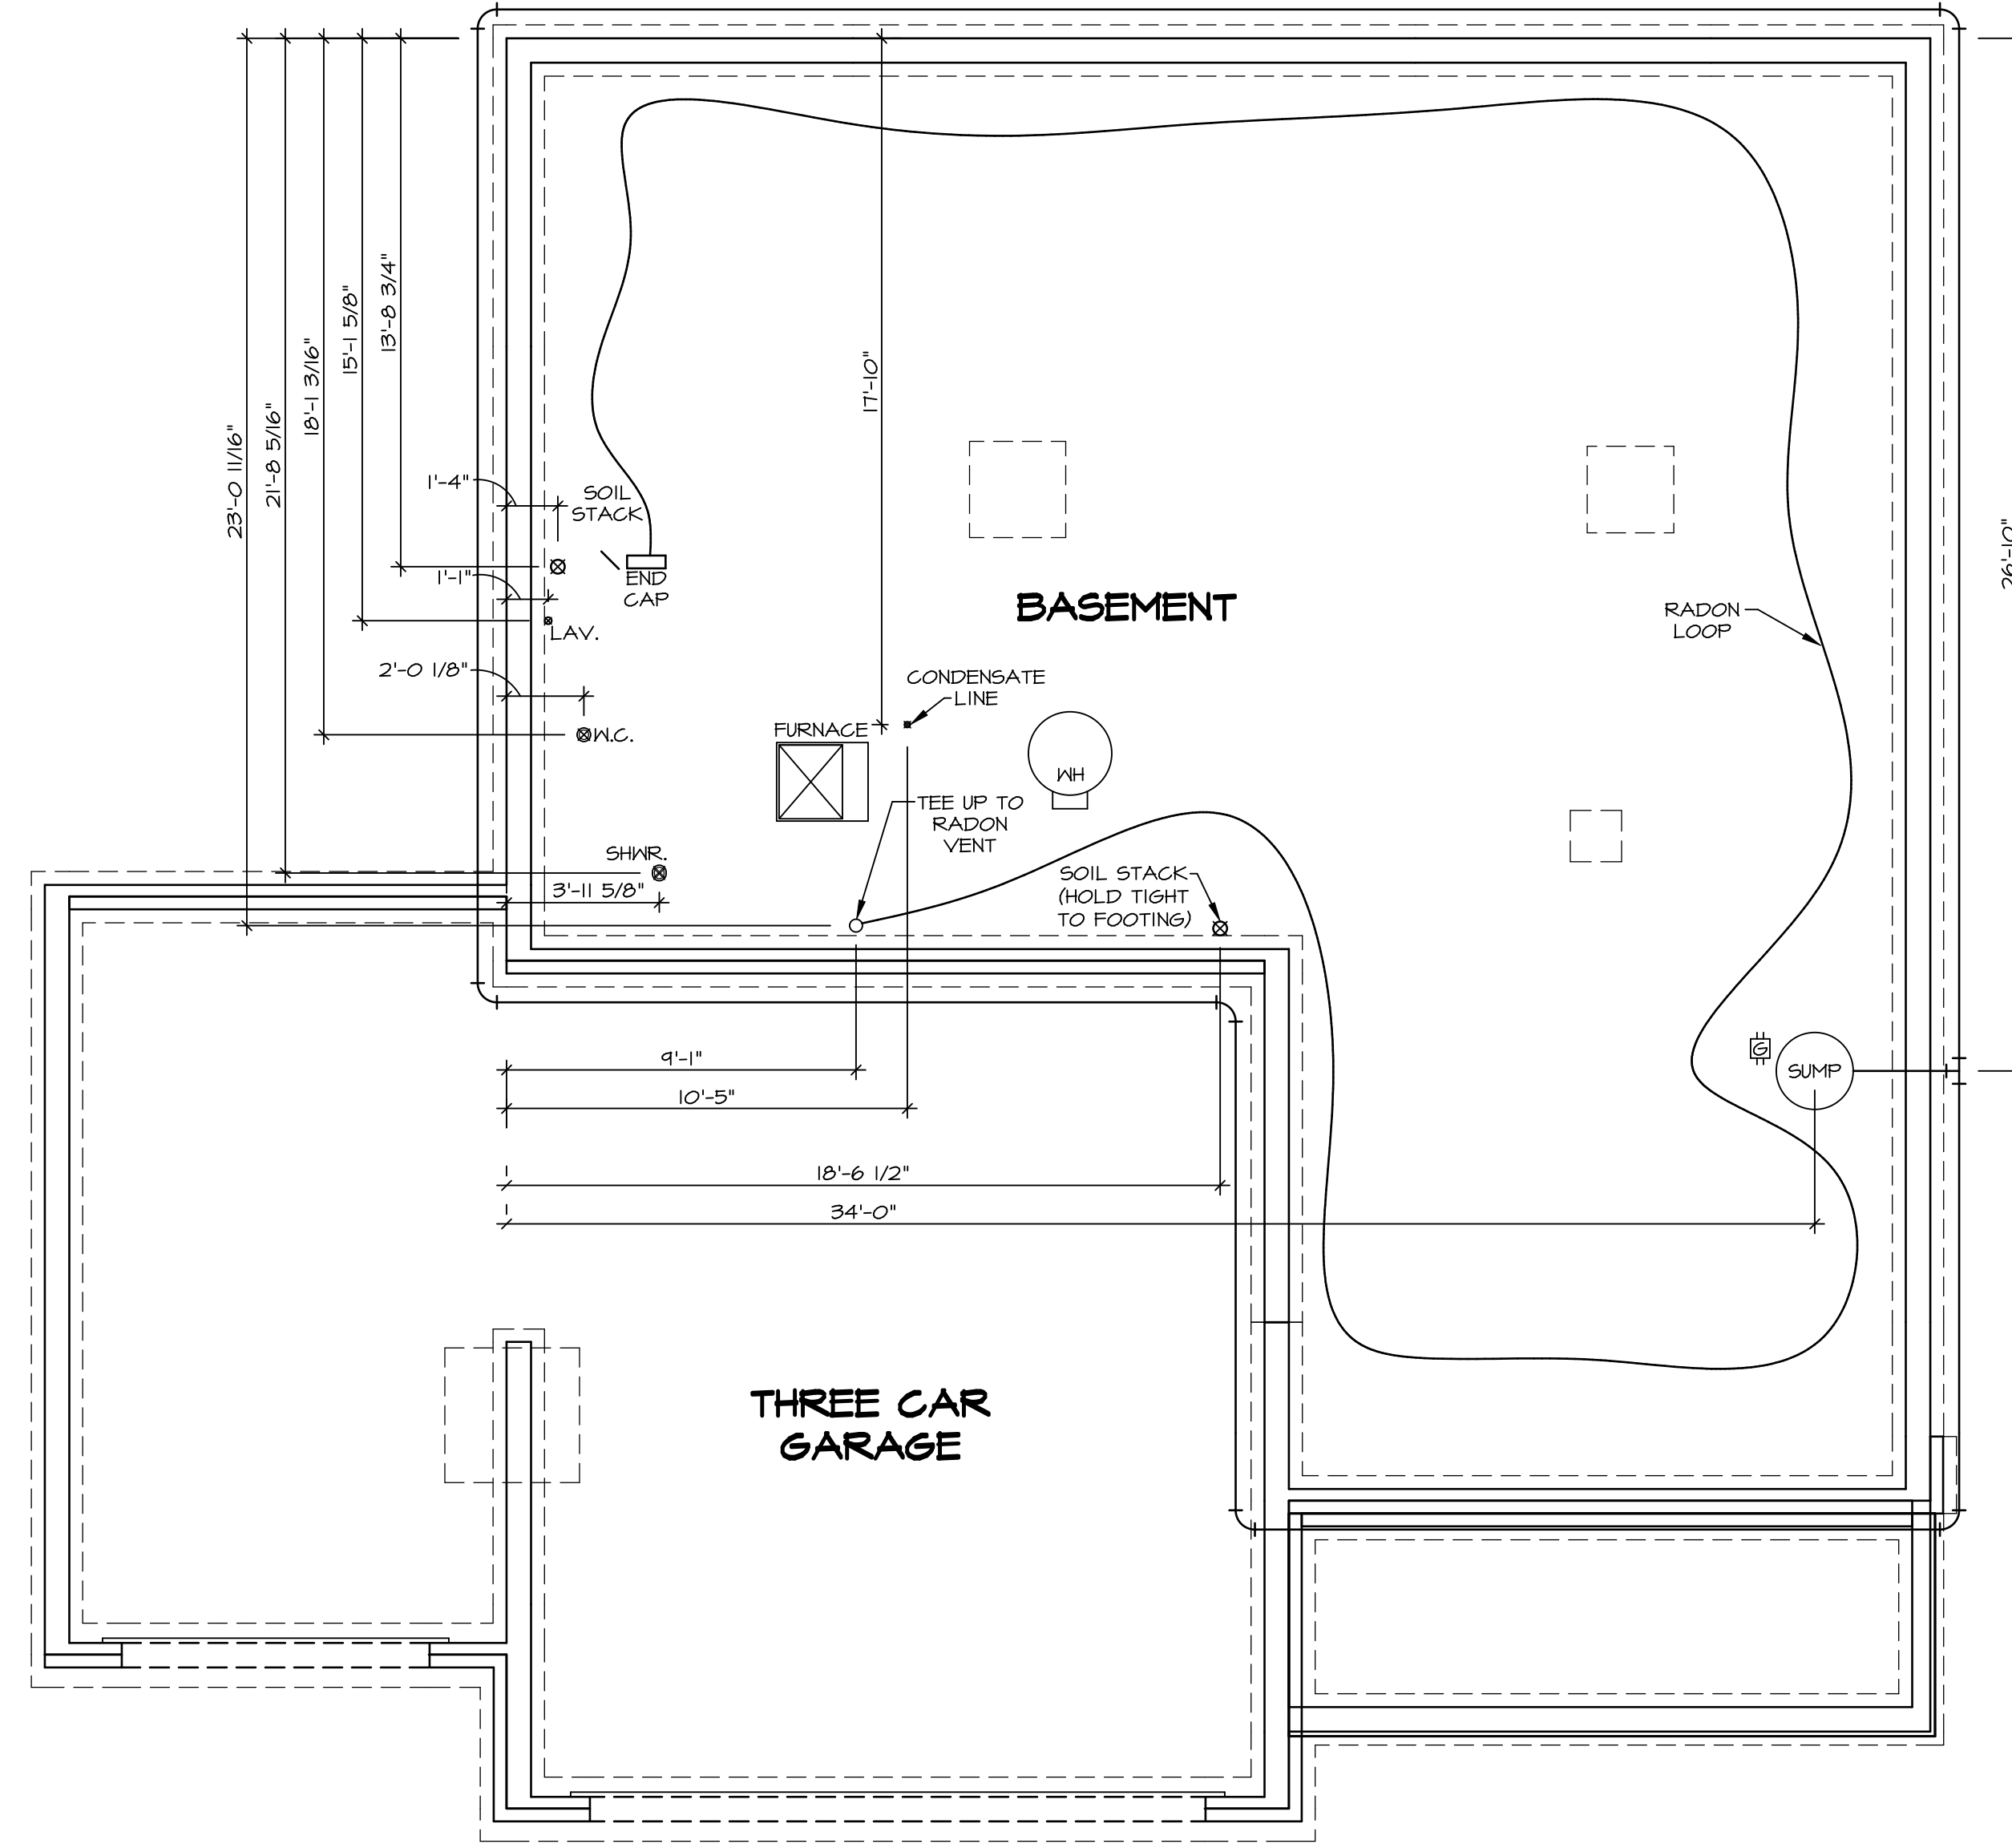 23'-0 11/16"
21'-8 5/16"
18'-1 3/16"
15'-1 5/8"
13'-8 3/4"
17'-10"
26'-10"
1'-4"
SOIL
STACK
END
CAP
1'-1"
LAV.
2'-0 1/8"
W.C.
BASEMENT
RADON
LOOP
CONDENSATE
LINE
FURNACE
WH
TEE UP TO
RADON
VENT
SHWR.
3'-11 5/8"
SOIL STACK
(HOLD TIGHT
TO FOOTING)
G
SUMP
9'-1"
10'-5"
18'-6 1/2"
34'-0"
THREE CAR
GARAGE